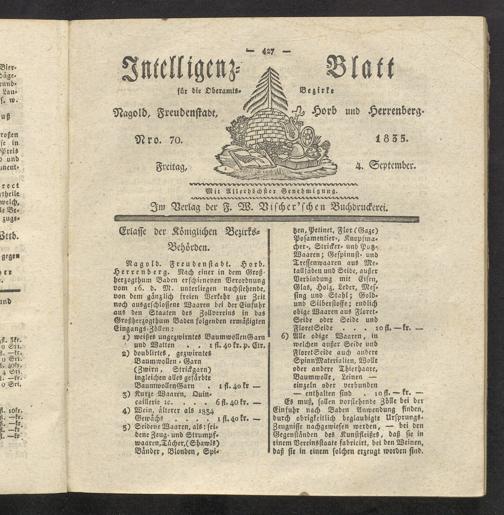 — 427 —
Intelligenz- Blatt
für die Oberamts- Bezirke
Nagold, Freudenstadt, Horb und Herrenberg.
Nro. 70. 1835.
Freitag, 4. September.
Mit Allerhöchster Genehmigung.
Im Verlag der F. W. Vischer'schen Buchdruckerei.
Erlasse der Königlichen Bezirks-
Behörden.
Nagold. Freudenstadt. Horb.
Herrenberg. Nach einer in dem Groß-
herzogthum Baden erschienenen Verordnung
vom 16. d. M. unterliegen nachstehende,
von dem gänzlich freien Verkehr zur Zeit
noch ausgeschlossene Waaren bei der Einfuhr
aus den Staaten des Zollvereins in das
Großherzogthum Baden folgenden ermäßigten
Eingangs-Zöllen:
1) weißes ungezwirntes BaumwollenGarn
und Watten . . 1 fl. 40 kr. p. Ctr.
2) doublirtes, gezwirntes
Baumwollen-Garn
(Zwirn, Strickgarn)
ingleichen alles gefärbte
BaumwollenGarn . 1 fl. 40 kr —
3) Kurze Waaren, Quin-
caillerie ꝛc. . . 6 fl. 40 kr —
4) Wein, älterer als 1834
Gewächs . . . 1 fl. 40 kr. —
5) Seidene Waaren, als: sei-
dene Zeug- und Strumpf-
waaren, Tücher, (Shawls)
Bänder, Blonden, Spi-
tzen, Petinet, Flor (Gaze)
Posamentier-, Knopfma-
cher-, Sticker- und Putz-
Waaren; Gespinnst- und
Tressenwaaren aus Me-
tallfäden und Seide, außer
Verbindung mit Eisen,
Glas, Holz, Leder, Mes-
sing und Stahl; Gold-
und Silberstoffe; endlich
obige Waaren aus Floret-
Seide oder Seide und
FloretSeide . . . 10 fl. — kr. —
6) Alle obige Waaren, in
welchen außer Seide und
FloretSeide auch andere
SpinnMaterialien, Wolle
oder andere Thierhaare,
Baumwolle, Leinen —
einzeln oder verbunden
— enthalten sind . 10 fl. — kr. —
Es muß, sollen vorstehende Zölle bei der
Einfuhr nach Baden Anwendung finden,
durch obrigkeitlich beglaubigte Ursprungs-
Zeugnisse nachgewiesen werden, — bei den
Gegenständen des Kunstfleißes, daß sie in
einem Vereinsstaate fabricirt, bei den Weinen,
daß sie in einem solchen erzeugt worden sind.